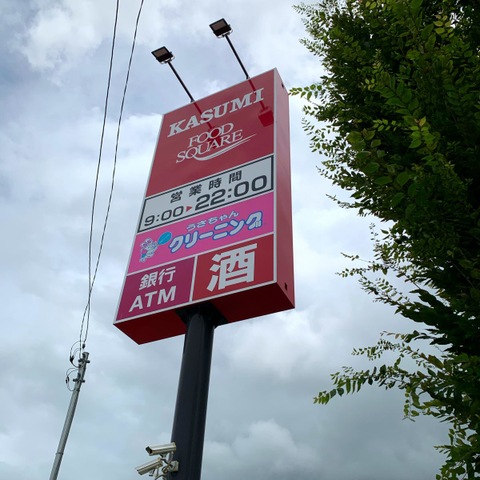 KASUMI
FOOD
SQUARE
営業時間
9:00▶22:00
うさちゃん
クリーニング
銀行
ATM
酒